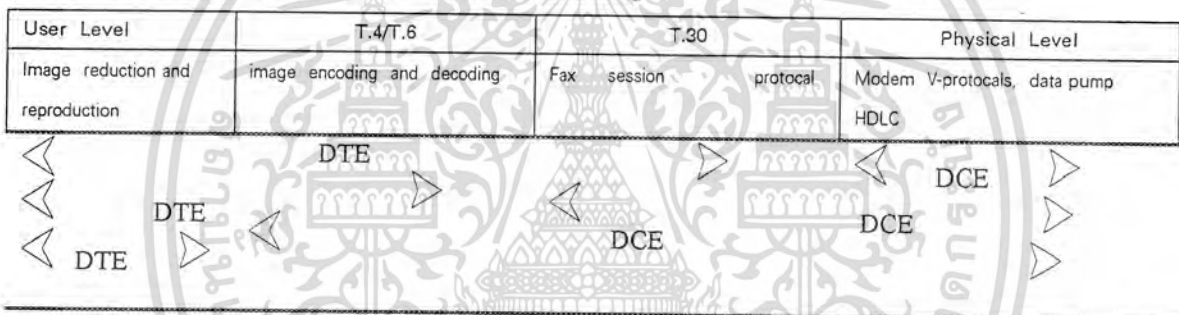 User Level T.4/T.6 T.30 Physical Level
Image reduction and image encoding and decoding Fax session protocal Modem V-protocals, data pump
reproduction HDLC
DTE DCE
DTE DCE DCE
DTE